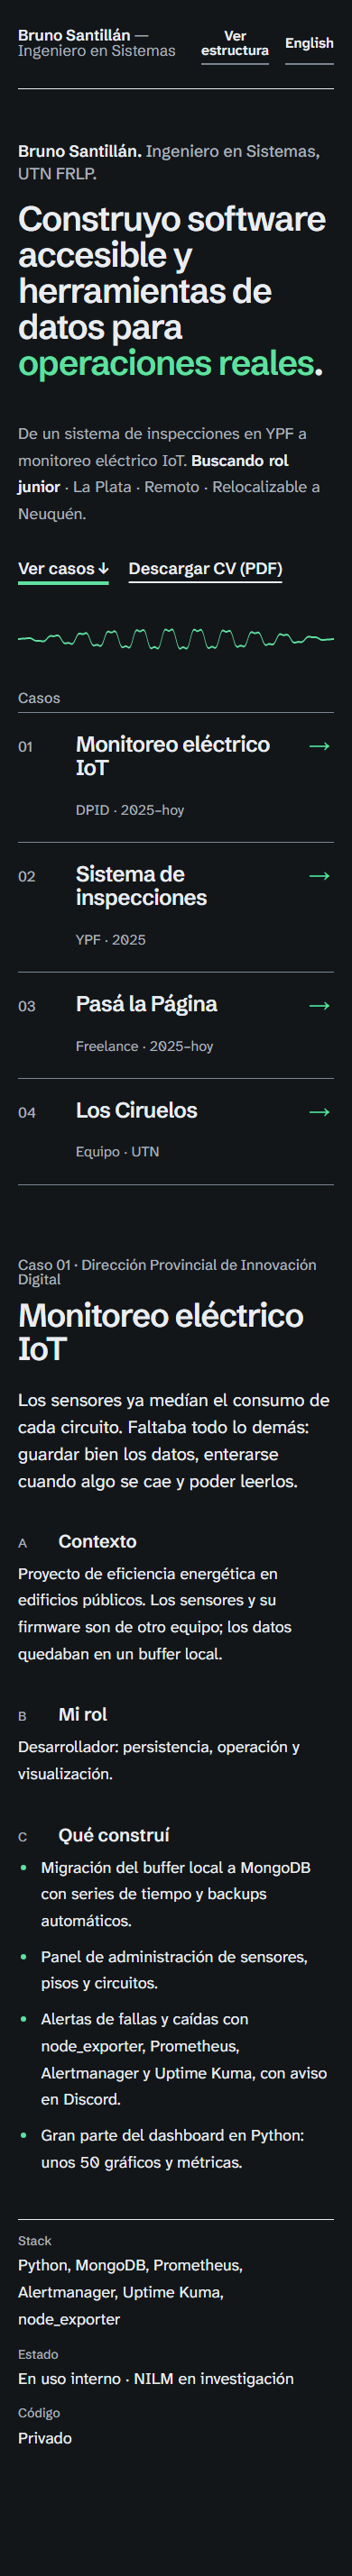 Bruno Santillán —
Ingeniero en Sistemas
Ver
estructura
English
Bruno Santillán. Ingeniero en Sistemas,
UTN FRLP.
Construyo software
accesible y
herramientas de
datos para
operaciones reales.
De un sistema de inspecciones en YPF a
monitoreo eléctrico IoT. Buscando rol
junior · La Plata · Remoto · Relocalizable a
Neuquén.
Ver casos ↓
Descargar CV (PDF)
Casos
01
Monitoreo eléctrico
IoT
→
DPID · 2025–hoy
02
Sistema de
inspecciones
→
YPF · 2025
03
Pasá la Página
→
Freelance · 2025–hoy
04
Los Ciruelos
→
Equipo · UTN
Caso 01 · Dirección Provincial de Innovación
Digital
Monitoreo eléctrico
IoT
Los sensores ya medían el consumo de
cada circuito. Faltaba todo lo demás:
guardar bien los datos, enterarse
cuando algo se cae y poder leerlos.
A Contexto
Proyecto de eficiencia energética en
edificios públicos. Los sensores y su
firmware son de otro equipo; los datos
quedaban en un buffer local.
B Mi rol
Desarrollador: persistencia, operación y
visualización.
C Qué construí
• Migración del buffer local a MongoDB
con series de tiempo y backups
automáticos.
• Panel de administración de sensores,
pisos y circuitos.
• Alertas de fallas y caídas con
node_exporter, Prometheus,
Alertmanager y Uptime Kuma, con aviso
en Discord.
• Gran parte del dashboard en Python:
unos 50 gráficos y métricas.
Stack
Python, MongoDB, Prometheus,
Alertmanager, Uptime Kuma,
node_exporter
Estado
En uso interno · NILM en investigación
Código
Privado